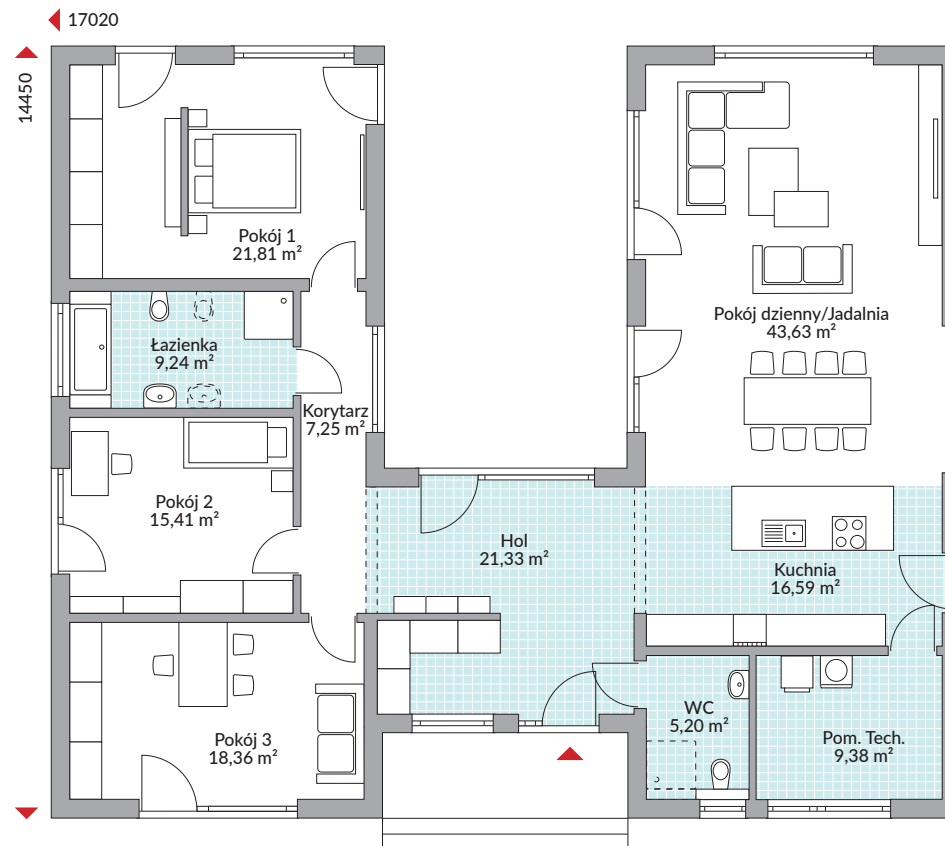 17020
14450
Pokój 1
21,81 m²
Łazienka
9,24 m²
Korytarz
7,25 m²
Pokój 2
15,41 m²
Pokój 3
18,36 m²
Hol
21,33 m²
Pokój dzienny/Jadalnia
43,63 m²
Kuchnia
16,59 m²
WC
5,20 m²
Pom. Tech.
9,38 m²